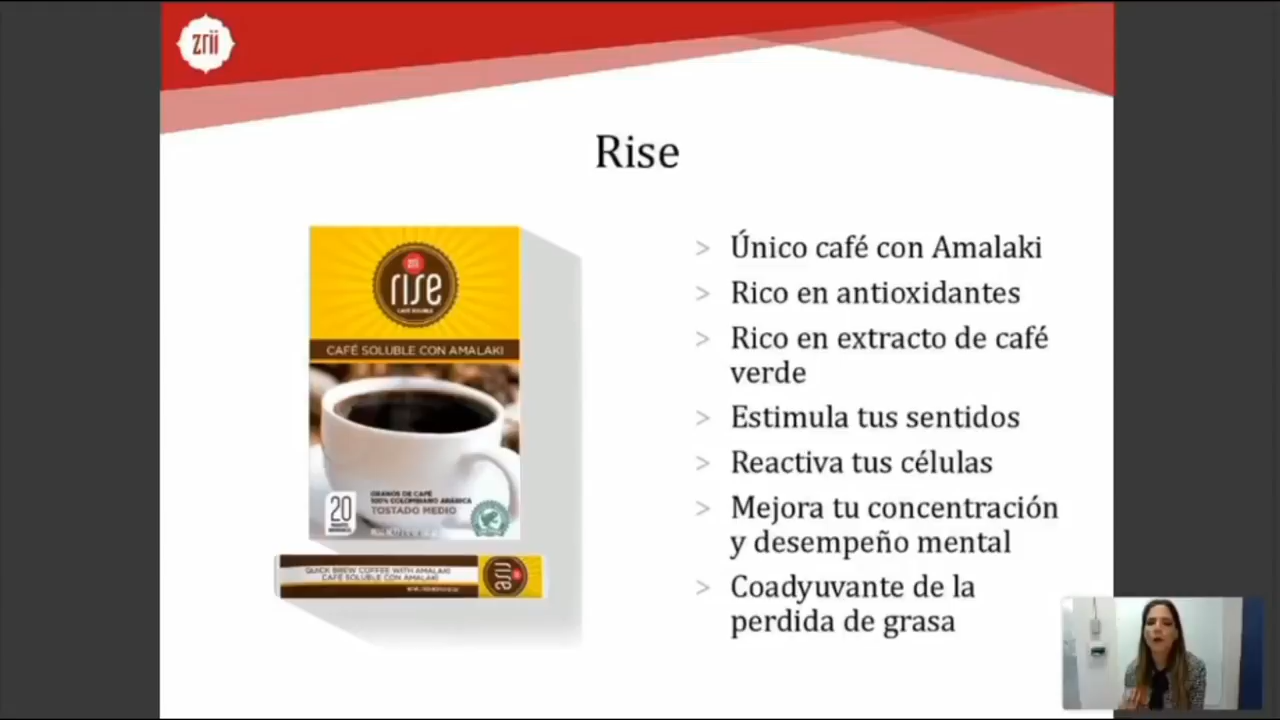 zrii
Rise
> Único café con Amalaki
> Rico en antioxidantes
> Rico en extracto de café
verde
> Estimula tus sentidos
> Reactiva tus células
> Mejora tu concentración
y desempeño mental
> Coadyuvante de la
perdida de grasa
rise
CAFÉ SOLUBLE
CAFÉ SOLUBLE CON AMALAKI
20
GRANOS DE CAFÉ
100% COLOMBIANO ARÁBICA
TOSTADO MEDIO
QUICK BREW COFFEE WITH AMALAKI
CAFÉ SOLUBLE CON AMALAKI
rise